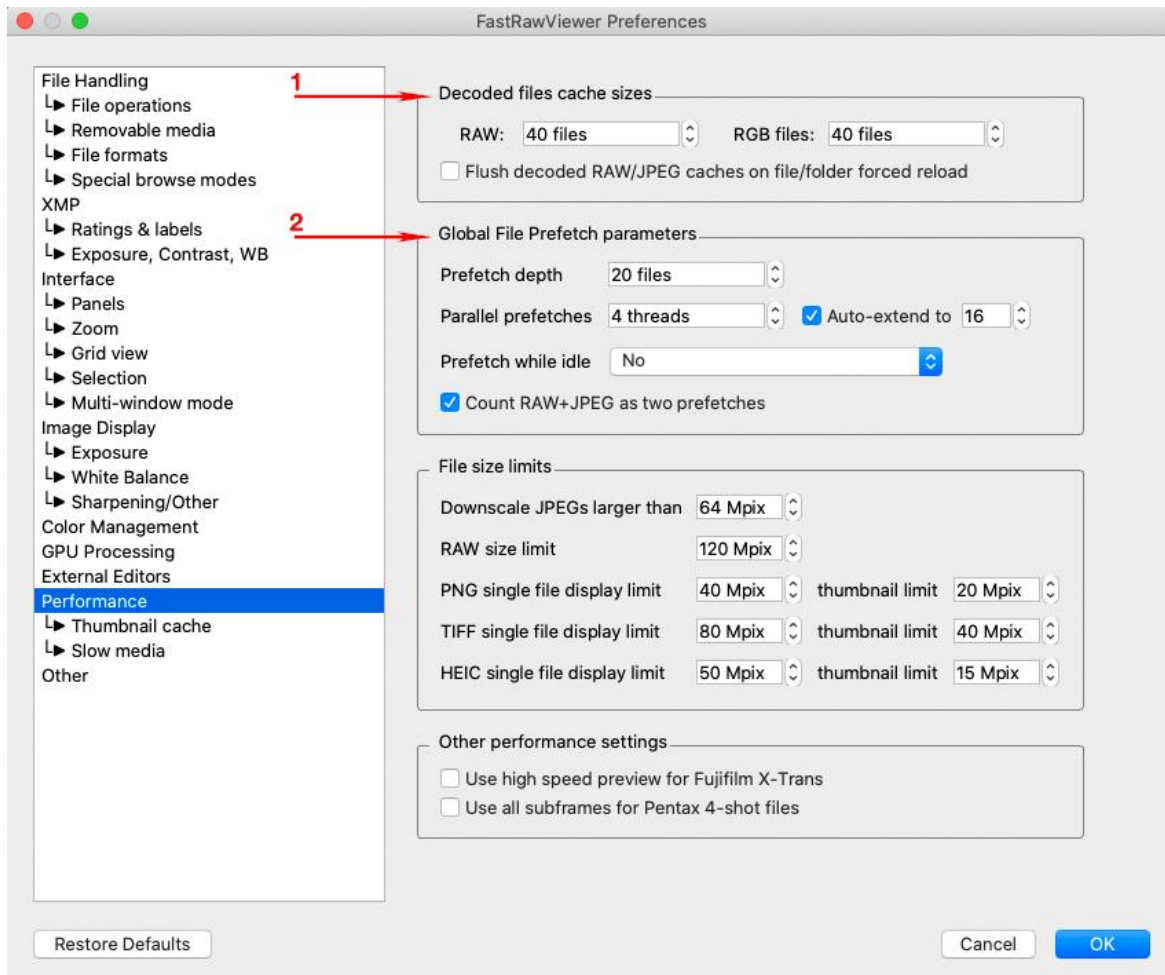 FastRawViewer Preferences
File Handling
File operations
Removable media
File formats
Special browse modes
XMP
Ratings & labels
Exposure, Contrast, WB
Interface
Panels
Zoom
Grid view
Selection
Multi-window mode
Image Display
Exposure
White Balance
Sharpening/Other
Color Management
GPU Processing
External Editors
Performance
Thumbnail cache
Slow media
Other
1
Decoded files cache sizes
RAW: 40 files RGB files: 40 files
Flush decoded RAW/JPEG caches on file/folder forced reload
2
Global File Prefetch parameters
Prefetch depth 20 files
Parallel prefetches 4 threads Auto-extend to 16
Prefetch while idle No
Count RAW+JPEG as two prefetches
File size limits
Downscale JPEGs larger than 64 Mpix
RAW size limit 120 Mpix
PNG single file display limit 40 Mpix thumbnail limit 20 Mpix
TIFF single file display limit 80 Mpix thumbnail limit 40 Mpix
HEIC single file display limit 50 Mpix thumbnail limit 15 Mpix
Other performance settings
Use high speed preview for Fujifilm X-Trans
Use all subframes for Pentax 4-shot files
Restore Defaults Cancel OK